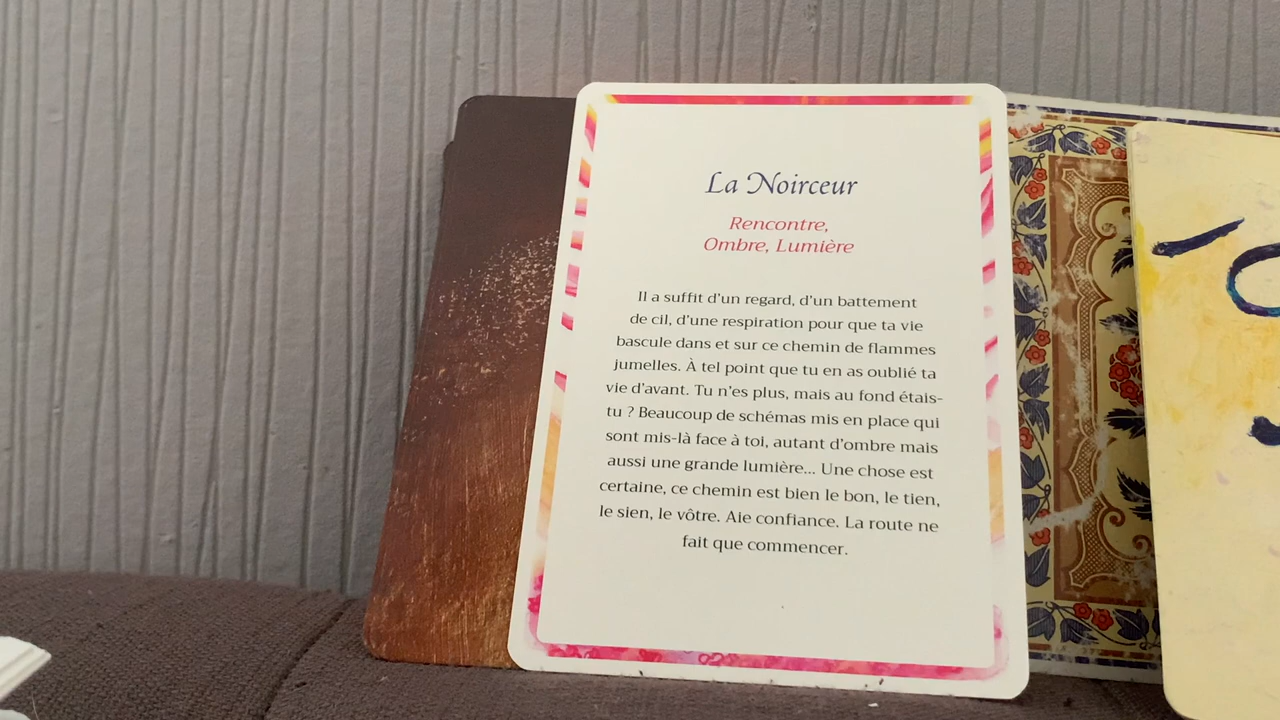 La Noirceur
Rencontre,
Ombre, Lumière
Il a suffit d'un regard, d'un battement
de cil, d'une respiration pour que ta vie
bascule dans et sur ce chemin de flammes
jumelles. À tel point que tu en as oublié ta
vie d'avant. Tu n'es plus, mais au fond étais-
tu ? Beaucoup de schémas mis en place qui
sont mis-là face à toi, autant d'ombre mais
aussi une grande lumière... Une chose est
certaine, ce chemin est bien le bon, le tien,
le sien, le vôtre. Aie confiance. La route ne
fait que commencer.